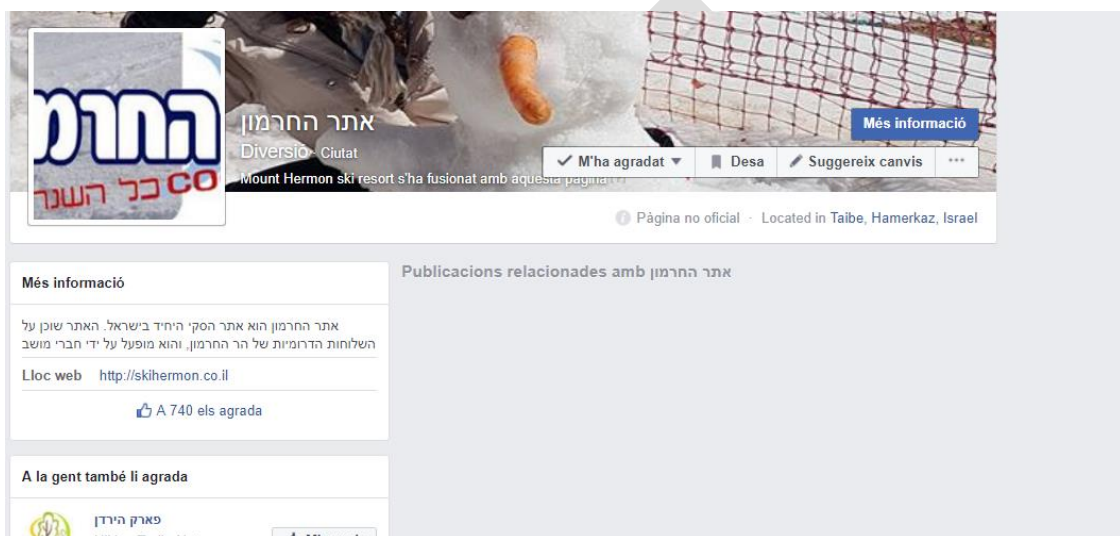 החרמ
כל השנ
CO
אתר החרמון
Diversió · Ciutat
Mount Hermon ski resort s'ha fusionat amb aquesta pàgina
Més informació
M'ha agradat
Desa
Suggereix canvis
Pàgina no oficial · Located in Taibe, Hamerkaz, Israel
Més informació
אתר החרמון הוא אתר הסקי היחיד בישראל. האתר שוכן על
השלוחות הדרומיות של הר החרמון, והוא מופעל על ידי חברי מושב
Lloc web http://skihermon.co.il
A 740 els agrada
Publicacions relacionades amb אתר החרמון
A la gent també li agrada
פארק הירדן